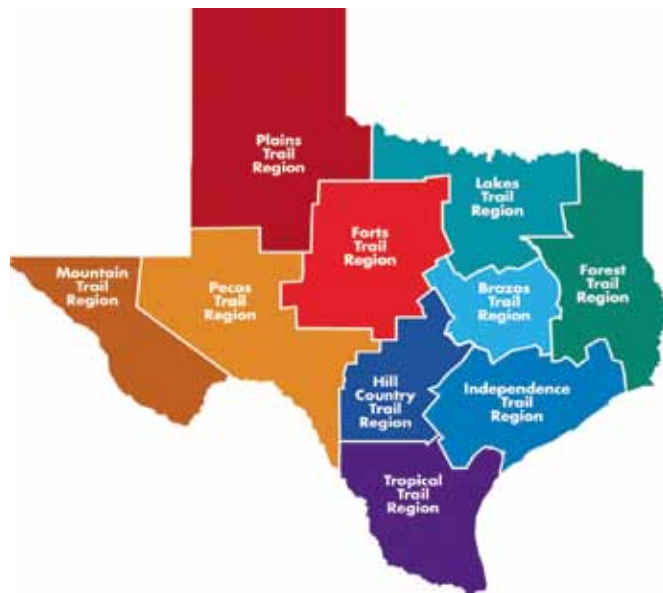 Plains
Trail
Region
Lakes
Trail
Region
Forts
Trail
Region
Mountain
Trail
Region
Pecos
Trail
Region
Brazos
Trail
Region
Forest
Trail
Region
Hill
Country
Trail
Region
Independence
Trail
Region
Tropical
Trail
Region